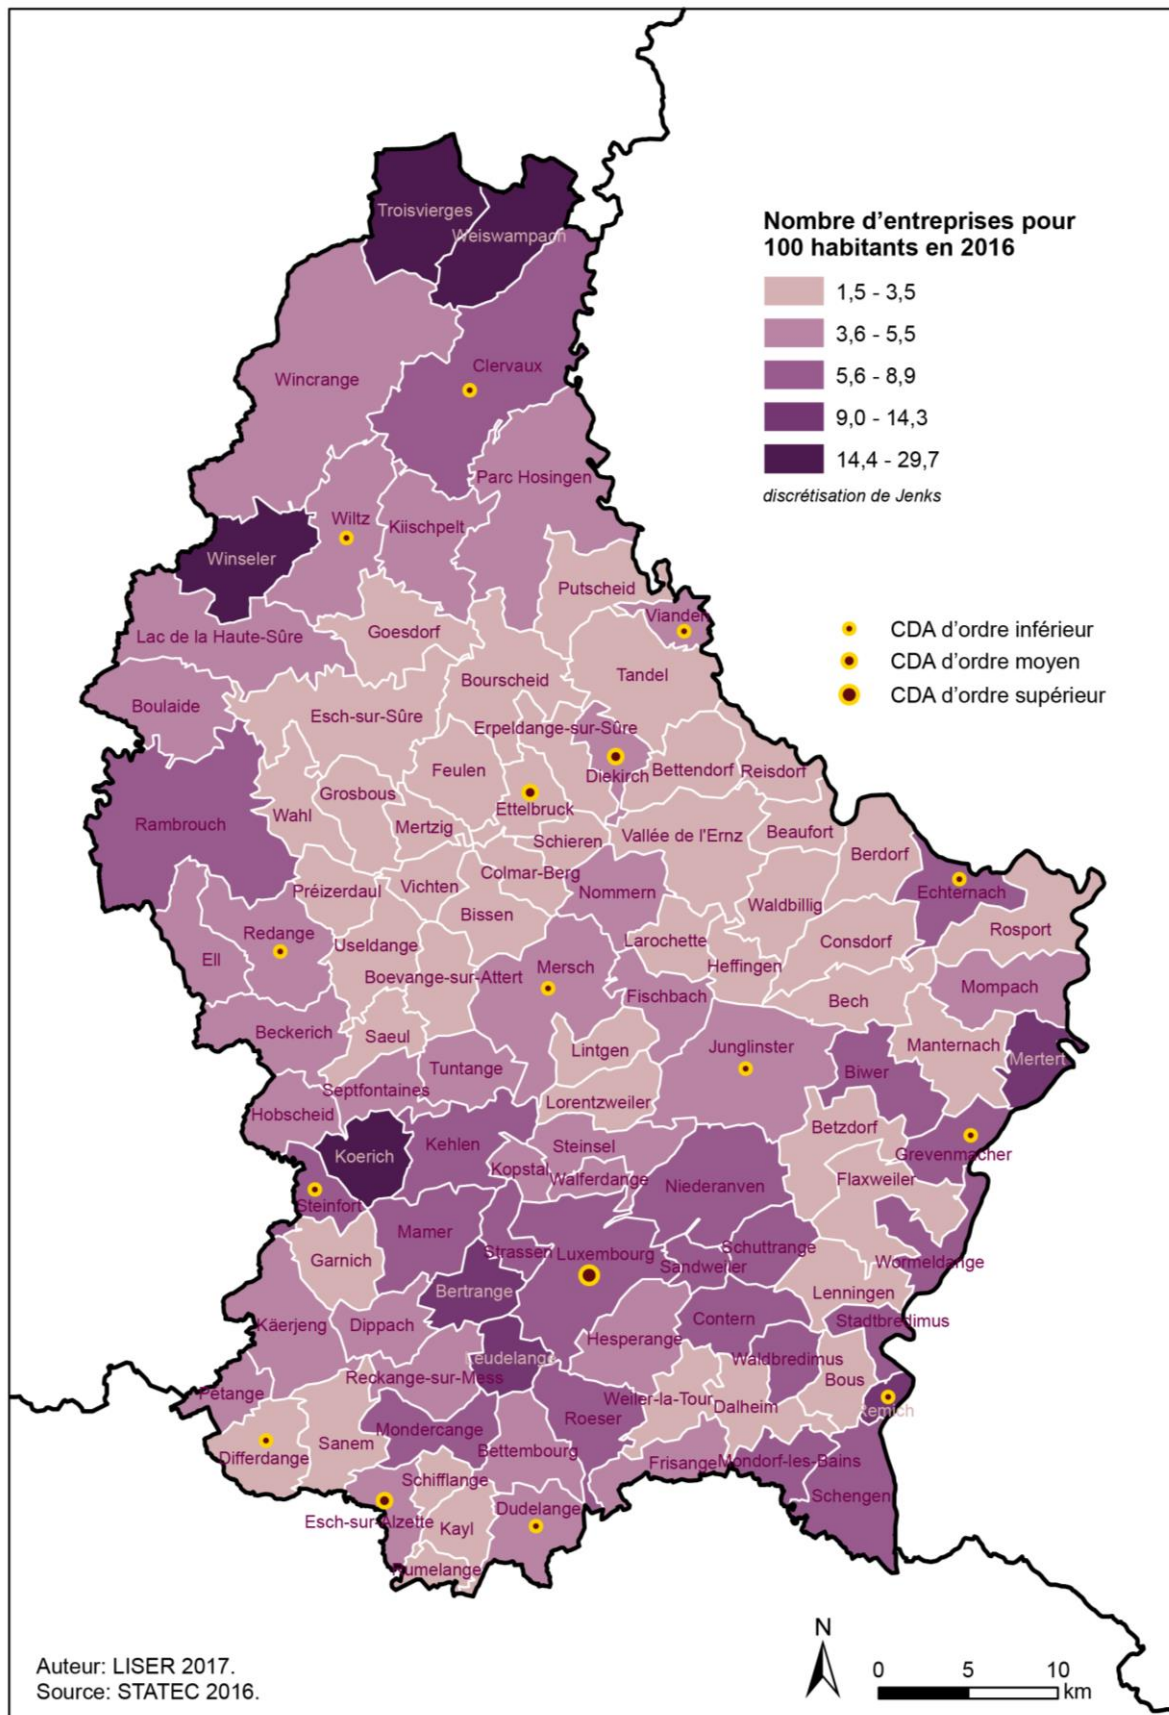 Nombre d'entreprises pour
100 habitants en 2016
1,5 - 3,5
3,6 - 5,5
5,6 - 8,9
9,0 - 14,3
14,4 - 29,7
discrétisation de Jenks
CDA d'ordre inférieur
CDA d'ordre moyen
CDA d'ordre supérieur
Troisvierges
Weiswampach
Clervaux
Wincrange
Parc Hosingen
Wiltz
Kiischpelt
Winseler
Putscheid
Vianden
Goesdorf
Lac de la Haute-Sûre
Tandel
Bourscheid
Boulaide
Esch-sur-Sûre
Erpeldange-sur-Sûre
Feulen
Diekirch
Bettendorf
Reisdorf
Grosbous
Ettelbruck
Wahl
Rambrouch
Mertzig
Schieren
Vallée de l'Ernz
Beaufort
Berdorf
Colmar-Berg
Préizerdaul
Vichten
Nommern
Echternach
Waldbillig
Bissen
Redange
Useldange
Larochette
Consdorf
Rosport
Ell
Boevange-sur-Attert
Mersch
Heffingen
Fischbach
Bech
Mompach
Beckerich
Saeul
Lintgen
Junglinster
Manternach
Mertert
Tuntange
Biwer
Septfontaines
Hobscheid
Lorentzweiler
Betzdorf
Kehlen
Steinsel
Grevenmacher
Koerich
Kopstal
Walferdange
Niederanven
Flaxweiler
Steinfort
Mamer
Strassen
Luxembourg
Schuttrange
Sandweiler
Wormeldange
Garnich
Bertrange
Lenningen
Käerjeng
Dippach
Contern
Stadtbredimus
Hesperange
Leudelange
Waldbredimus
Reckange-sur-Mess
Bous
Pétange
Weiler-la-Tour
Dalheim
Remich
Roeser
Mondercange
Sanem
Differdange
Bettembourg
Frisange
Mondorf-les-Bains
Schifflange
Schengen
Dudelange
Esch-sur-Alzette
Kayl
Rumelange
N
Auteur: LISER 2017.
Source: STATEC 2016.
0 5 10
km